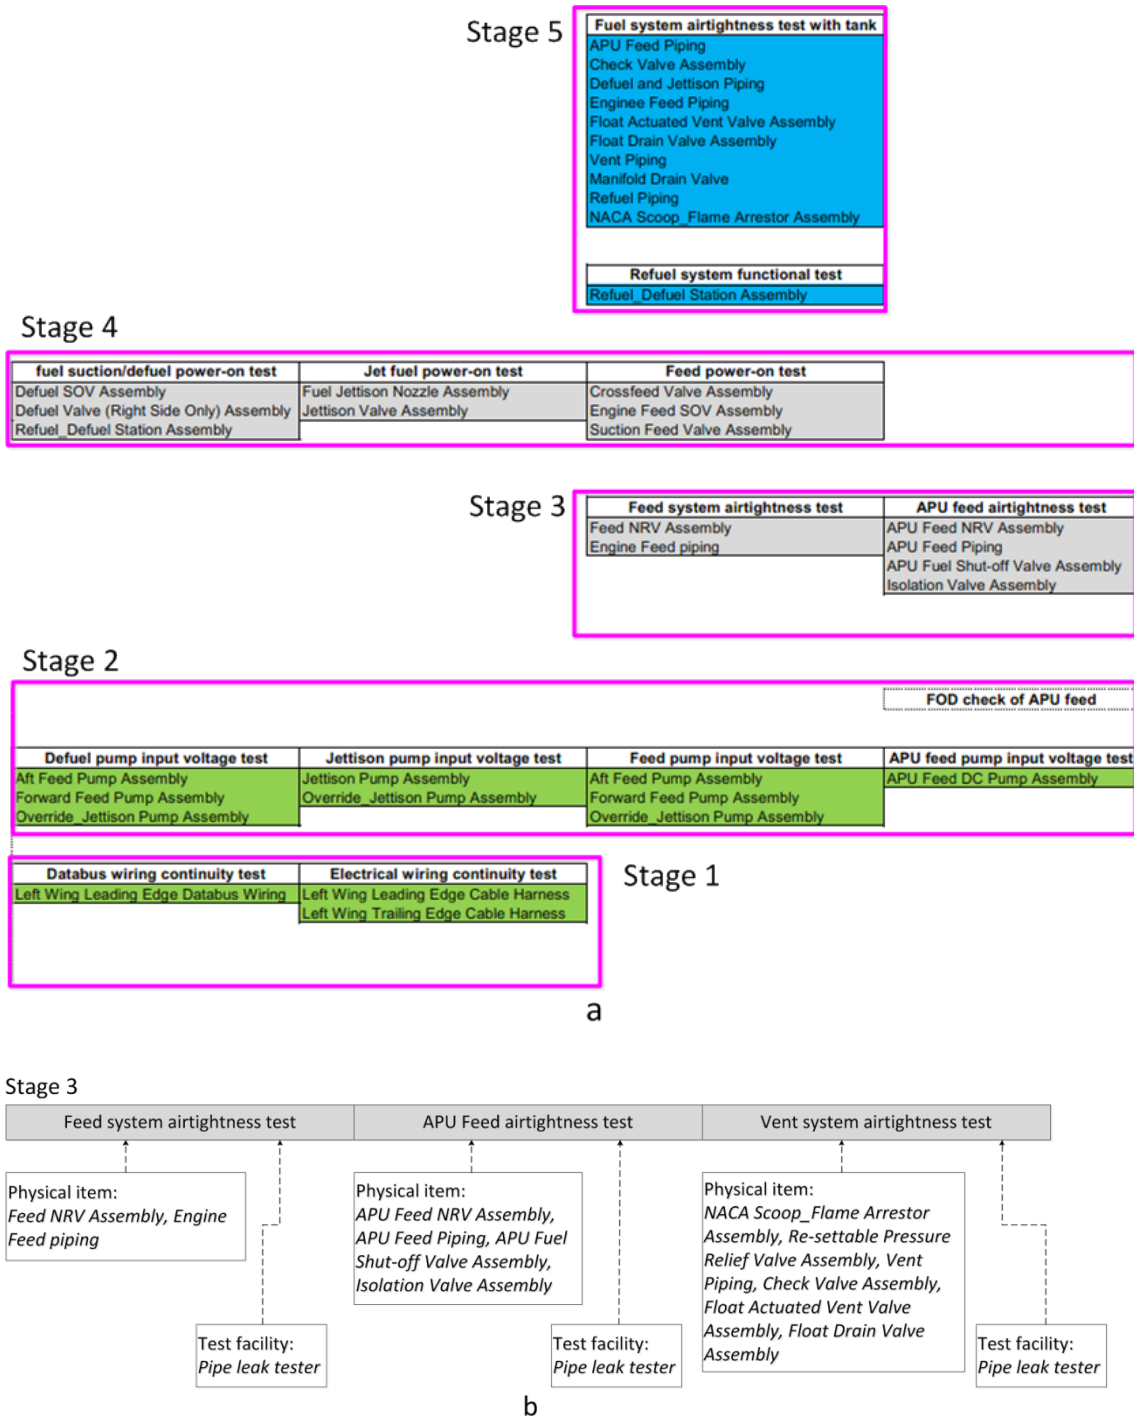 Stage 5
Fuel system airtightness test with tank
APU Feed Piping
Check Valve Assembly
Defuel and Jettison Piping
Enginee Feed Piping
Float Actuated Vent Valve Assembly
Float Drain Valve Assembly
Vent Piping
Manifold Drain Valve
Refuel Piping
NACA Scoop_Flame Arrestor Assembly
Refuel system functional test
Refuel_Defuel Station Assembly
Stage 4
fuel suction/defuel power-on test
Defuel SOV Assembly
Defuel Valve (Right Side Only) Assembly
Refuel_Defuel Station Assembly
Jet fuel power-on test
Fuel Jettison Nozzle Assembly
Jettison Valve Assembly
Feed power-on test
Crossfeed Valve Assembly
Engine Feed SOV Assembly
Suction Feed Valve Assembly
Stage 3
Feed system airtightness test
Feed NRV Assembly
Engine Feed piping
APU feed airtightness test
APU Feed NRV Assembly
APU Feed Piping
APU Fuel Shut-off Valve Assembly
Isolation Valve Assembly
Stage 2
FOD check of APU feed
Defuel pump input voltage test
Aft Feed Pump Assembly
Forward Feed Pump Assembly
Override_Jettison Pump Assembly
Jettison pump input voltage test
Jettison Pump Assembly
Override_Jettison Pump Assembly
Feed pump input voltage test
Aft Feed Pump Assembly
Forward Feed Pump Assembly
Override_Jettison Pump Assembly
APU feed pump input voltage test
APU Feed DC Pump Assembly
Databus wiring continuity test
Left Wing Leading Edge Databus Wiring
Electrical wiring continuity test
Left Wing Leading Edge Cable Harness
Left Wing Trailing Edge Cable Harness
Stage 1
a
Stage 3
Feed system airtightness test
APU Feed airtightness test
Vent system airtightness test
Physical item:
Feed NRV Assembly, Engine
Feed piping
Test facility:
Pipe leak tester
Physical item:
APU Feed NRV Assembly,
APU Feed Piping, APU Fuel
Shut-off Valve Assembly,
Isolation Valve Assembly
Test facility:
Pipe leak tester
Physical item:
NACA Scoop_Flame Arrestor
Assembly, Re-settable Pressure
Relief Valve Assembly, Vent
Piping, Check Valve Assembly,
Float Actuated Vent Valve
Assembly, Float Drain Valve
Assembly
Test facility:
Pipe leak tester
b